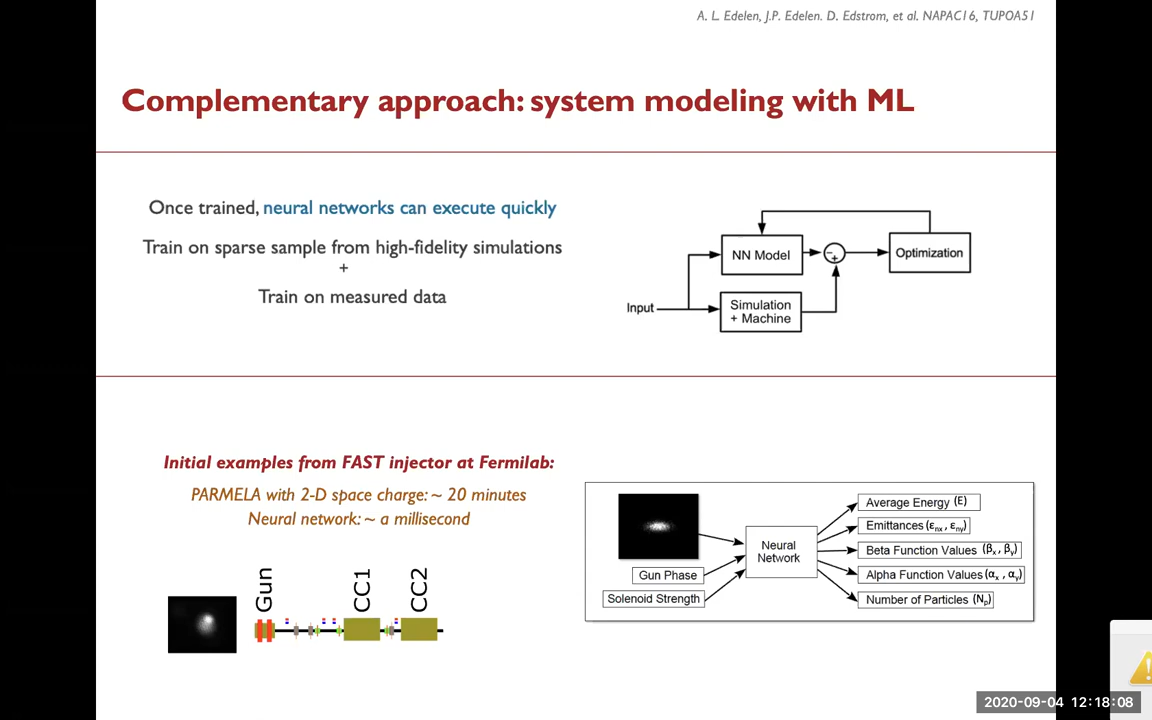 A. L. Edelen, J.P. Edelen. D. Edstrom, et al. NAPAC16, TUPOA51
Complementary approach: system modeling with ML
Once trained, neural networks can execute quickly
Train on sparse sample from high-fidelity simulations
+
Train on measured data
NN Model
- +
Optimization
Input
Simulation
+ Machine
Initial examples from FAST injector at Fermilab:
PARMELA with 2-D space charge: ~ 20 minutes
Neural network: ~ a millisecond
Gun
CC1
CC2
Gun Phase
Solenoid Strength
Neural
Network
Average Energy (E)
Emittances (εnx , εny)
Beta Function Values (βx , βy)
Alpha Function Values (αx , αy)
Number of Particles (Np)
2020-09-04 12:18:08